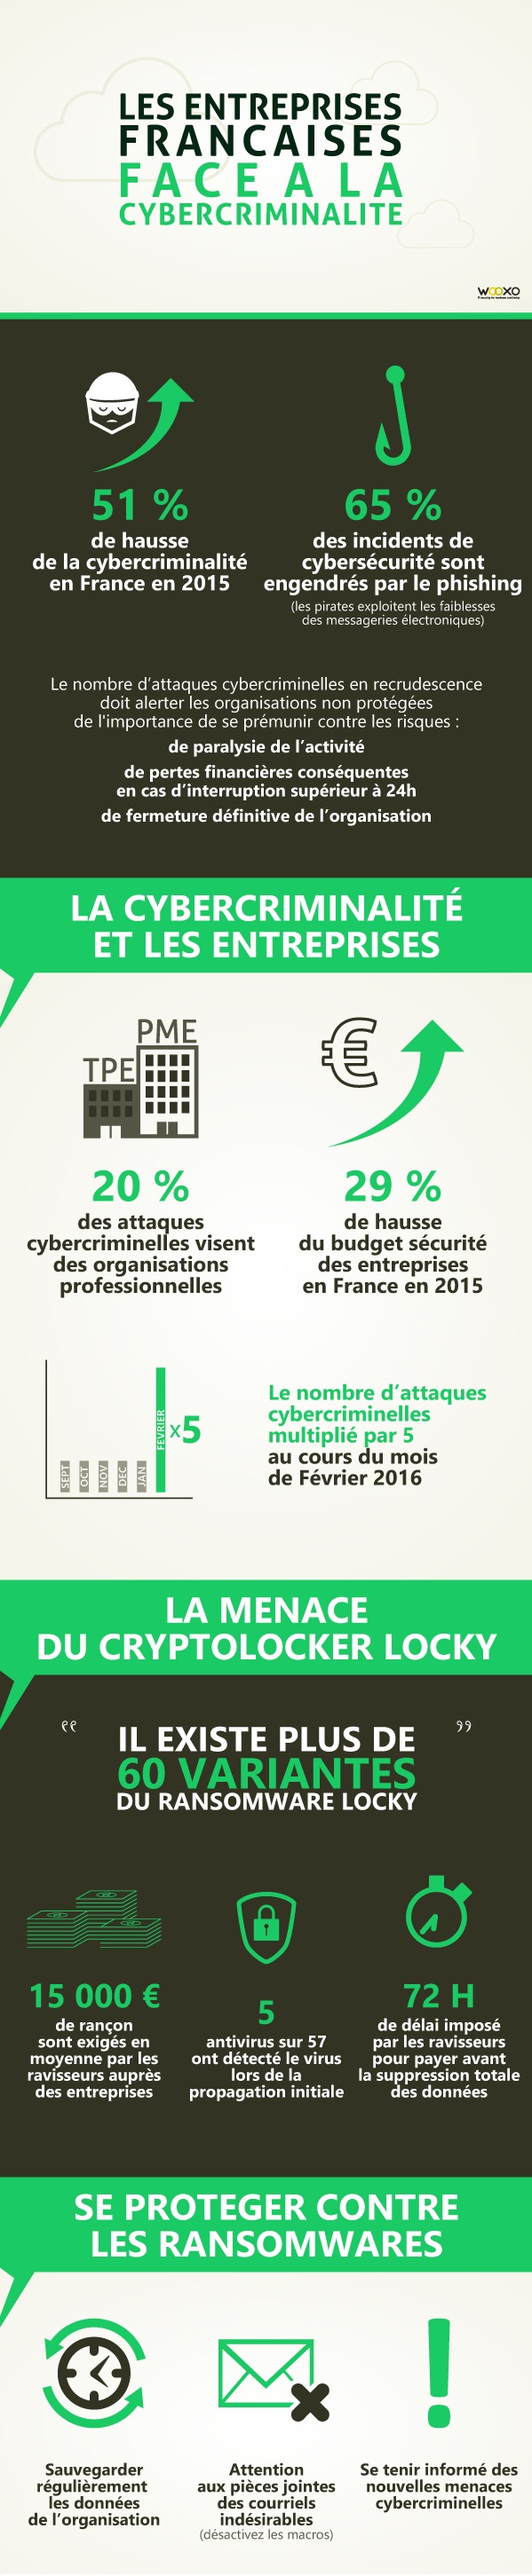 LES ENTREPRISES
FRANCAISES
FACE A LA
CYBERCRIMINALITE
WOOXO
51 %
de hausse
de la cybercriminalité
en France en 2015
65 %
des incidents de
cybersécurité sont
engendrés par le phishing
(les pirates exploitent les faiblesses
des messageries électroniques)
Le nombre d'attaques cybercriminelles en recrudescence
doit alerter les organisations non protégées
de l'importance de se prémunir contre les risques :
de paralysie de l'activité
de pertes financières conséquentes
en cas d'interruption supérieur à 24h
de fermeture définitive de l'organisation
LA CYBERCRIMINALITÉ
ET LES ENTREPRISES
PME
TPE
€
20 %
des attaques
cybercriminelles visent
des organisations
professionnelles
29 %
de hausse
du budget sécurité
des entreprises
en France en 2015
SEPT
OCT
NOV
DEC
JAN
FEVRIER
x5
Le nombre d'attaques
cybercriminelles
multiplié par 5
au cours du mois
de Février 2016
LA MENACE
DU CRYPTOLOCKER LOCKY
“ IL EXISTE PLUS DE ”
60 VARIANTES
DU RANSOMWARE LOCKY
15 000 €
de rançon
sont exigés en
moyenne par les
ravisseurs auprès
des entreprises
5
antivirus sur 57
ont détecté le virus
lors de la
propagation initiale
72 H
de délai imposé
par les ravisseurs
pour payer avant
la suppression totale
des données
SE PROTEGER CONTRE
LES RANSOMWARES
Sauvegarder
régulièrement
les données
de l'organisation
Attention
aux pièces jointes
des courriels
indésirables
(désactivez les macros)
Se tenir informé des
nouvelles menaces
cybercriminelles